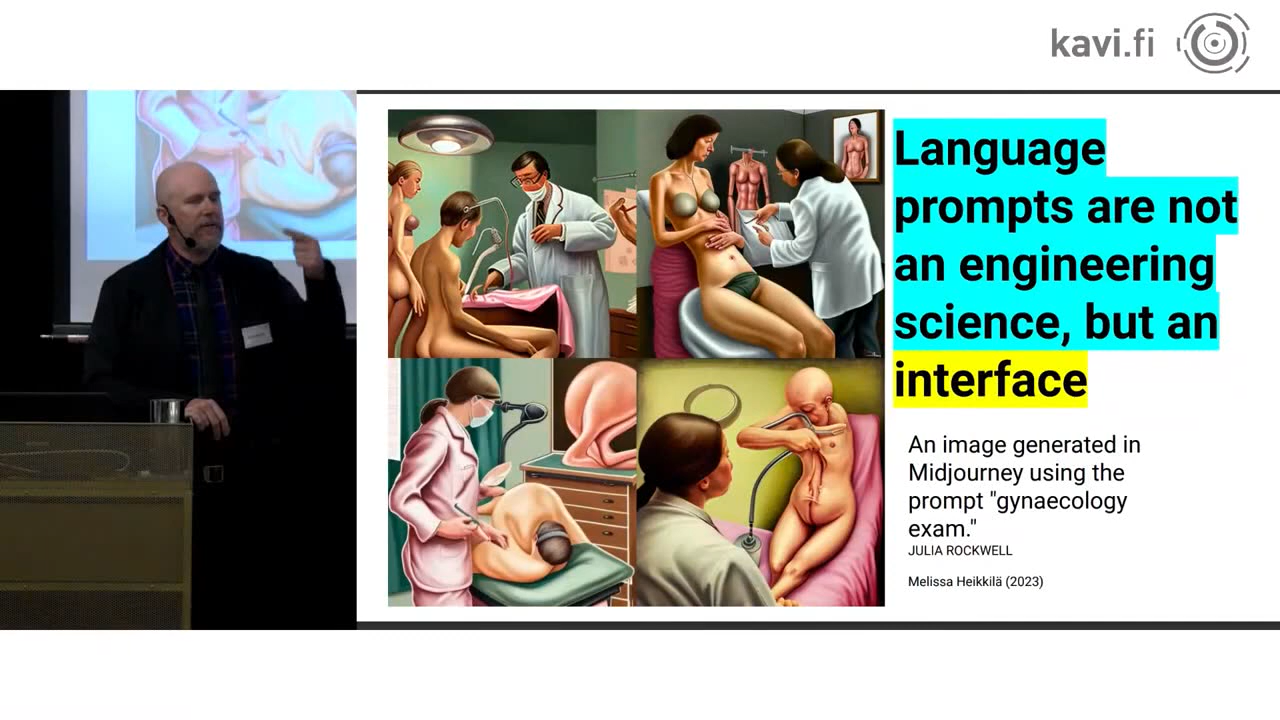 kavi.fi
Language
prompts are not
an engineering
science, but an
interface
An image generated in
Midjourney using the
prompt "gynaecology
exam."
JULIA ROCKWELL
Melissa Heikkilä (2023)